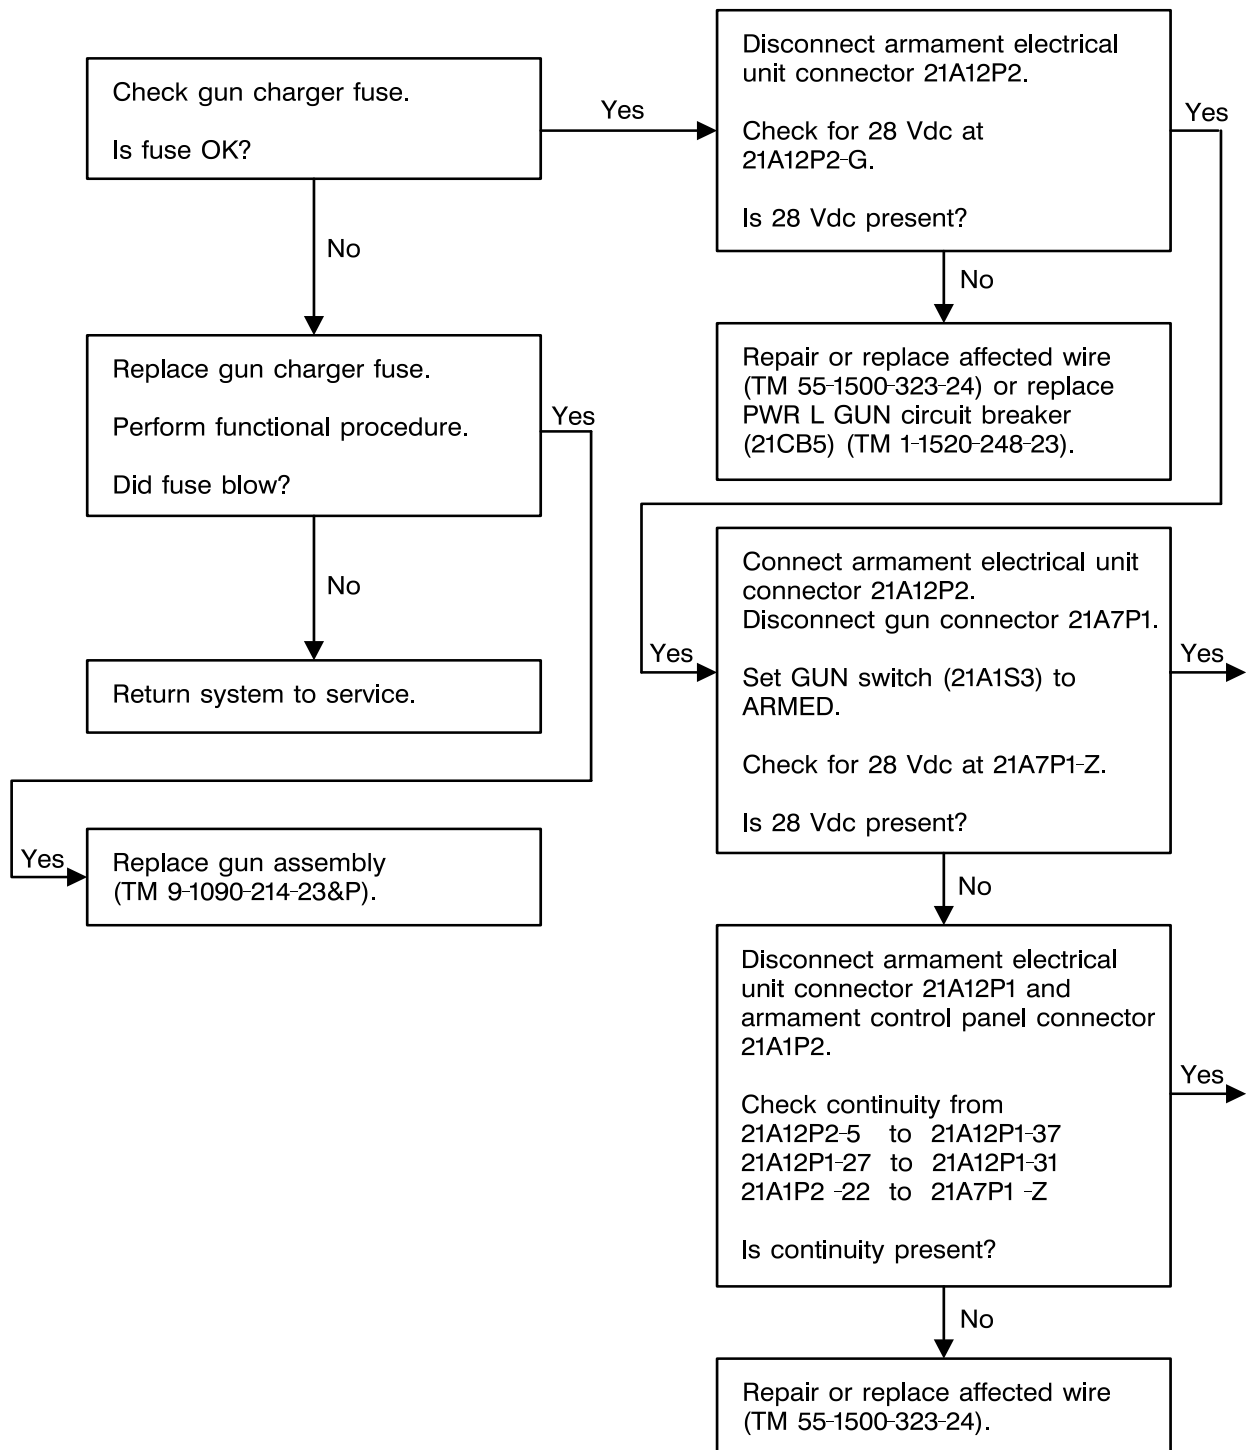 Check gun charger fuse.
Is fuse OK?
Yes
No
Disconnect armament electrical
unit connector 21A12P2.
Check for 28 Vdc at
21A12P2-G.
Is 28 Vdc present?
Yes
No
Replace gun charger fuse.
Perform functional procedure.
Did fuse blow?
Yes
No
Repair or replace affected wire
(TM 55-1500-323-24) or replace
PWR L GUN circuit breaker
(21CB5) (TM 1-1520-248-23).
Return system to service.
Yes
Replace gun assembly
(TM 9-1090-214-23&P).
Yes
Connect armament electrical unit
connector 21A12P2.
Disconnect gun connector 21A7P1.
Set GUN switch (21A1S3) to
ARMED.
Check for 28 Vdc at 21A7P1-Z.
Is 28 Vdc present?
Yes
No
Disconnect armament electrical
unit connector 21A12P1 and
armament control panel connector
21A1P2.
Check continuity from
21A12P2-5 to 21A12P1-37
21A12P1-27 to 21A12P1-31
21A1P2 -22 to 21A7P1 -Z
Is continuity present?
Yes
No
Repair or replace affected wire
(TM 55-1500-323-24).